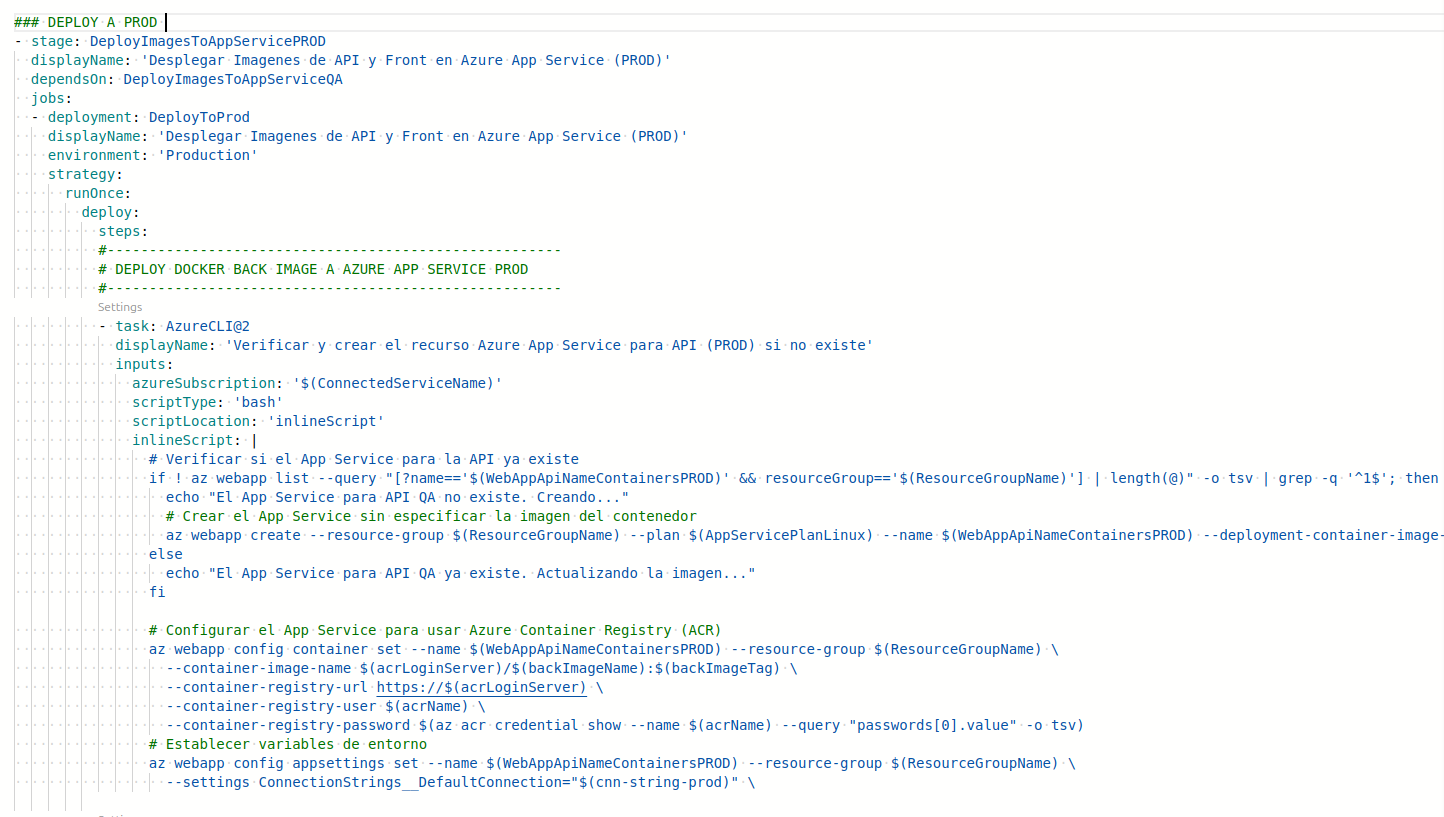 ### DEPLOY A PROD
- stage: DeployImagesToAppServicePROD
  displayName: 'Desplegar Imagenes de API y Front en Azure App Service (PROD)'
  dependsOn: DeployImagesToAppServiceQA
  jobs:
  - deployment: DeployToProd
    displayName: 'Desplegar Imagenes de API y Front en Azure App Service (PROD)'
    environment: 'Production'
    strategy:
      runOnce:
        deploy:
          steps:
          #------------------------------------------------------
          # DEPLOY DOCKER BACK IMAGE A AZURE APP SERVICE PROD
          #------------------------------------------------------
          Settings
          - task: AzureCLI@2
            displayName: 'Verificar y crear el recurso Azure App Service para API (PROD) si no existe'
            inputs:
              azureSubscription: '$(ConnectedServiceName)'
              scriptType: 'bash'
              scriptLocation: 'inlineScript'
              inlineScript: |
                # Verificar si el App Service para la API ya existe
                if ! az webapp list --query "[?name=='$(WebAppApiNameContainersPROD)' && resourceGroup=='$(ResourceGroupName)'] | length(@)" -o tsv | grep -q '^1$'; then
                  echo "El App Service para API QA no existe. Creando..."
                  # Crear el App Service sin especificar la imagen del contenedor
                  az webapp create --resource-group $(ResourceGroupName) --plan $(AppServicePlanLinux) --name $(WebAppApiNameContainersPROD) --deployment-container-image-
                else
                  echo "El App Service para API QA ya existe. Actualizando la imagen..."
                fi

                # Configurar el App Service para usar Azure Container Registry (ACR)
                az webapp config container set --name $(WebAppApiNameContainersPROD) --resource-group $(ResourceGroupName) \
                  --container-image-name $(acrLoginServer)/$(backImageName):$(backImageTag) \
                  --container-registry-url https://$(acrLoginServer) \
                  --container-registry-user $(acrName) \
                  --container-registry-password $(az acr credential show --name $(acrName) --query "passwords[0].value" -o tsv)
                # Establecer variables de entorno
                az webapp config appsettings set --name $(WebAppApiNameContainersPROD) --resource-group $(ResourceGroupName) \
                  --settings ConnectionStrings__DefaultConnection="$(cnn-string-prod)" \